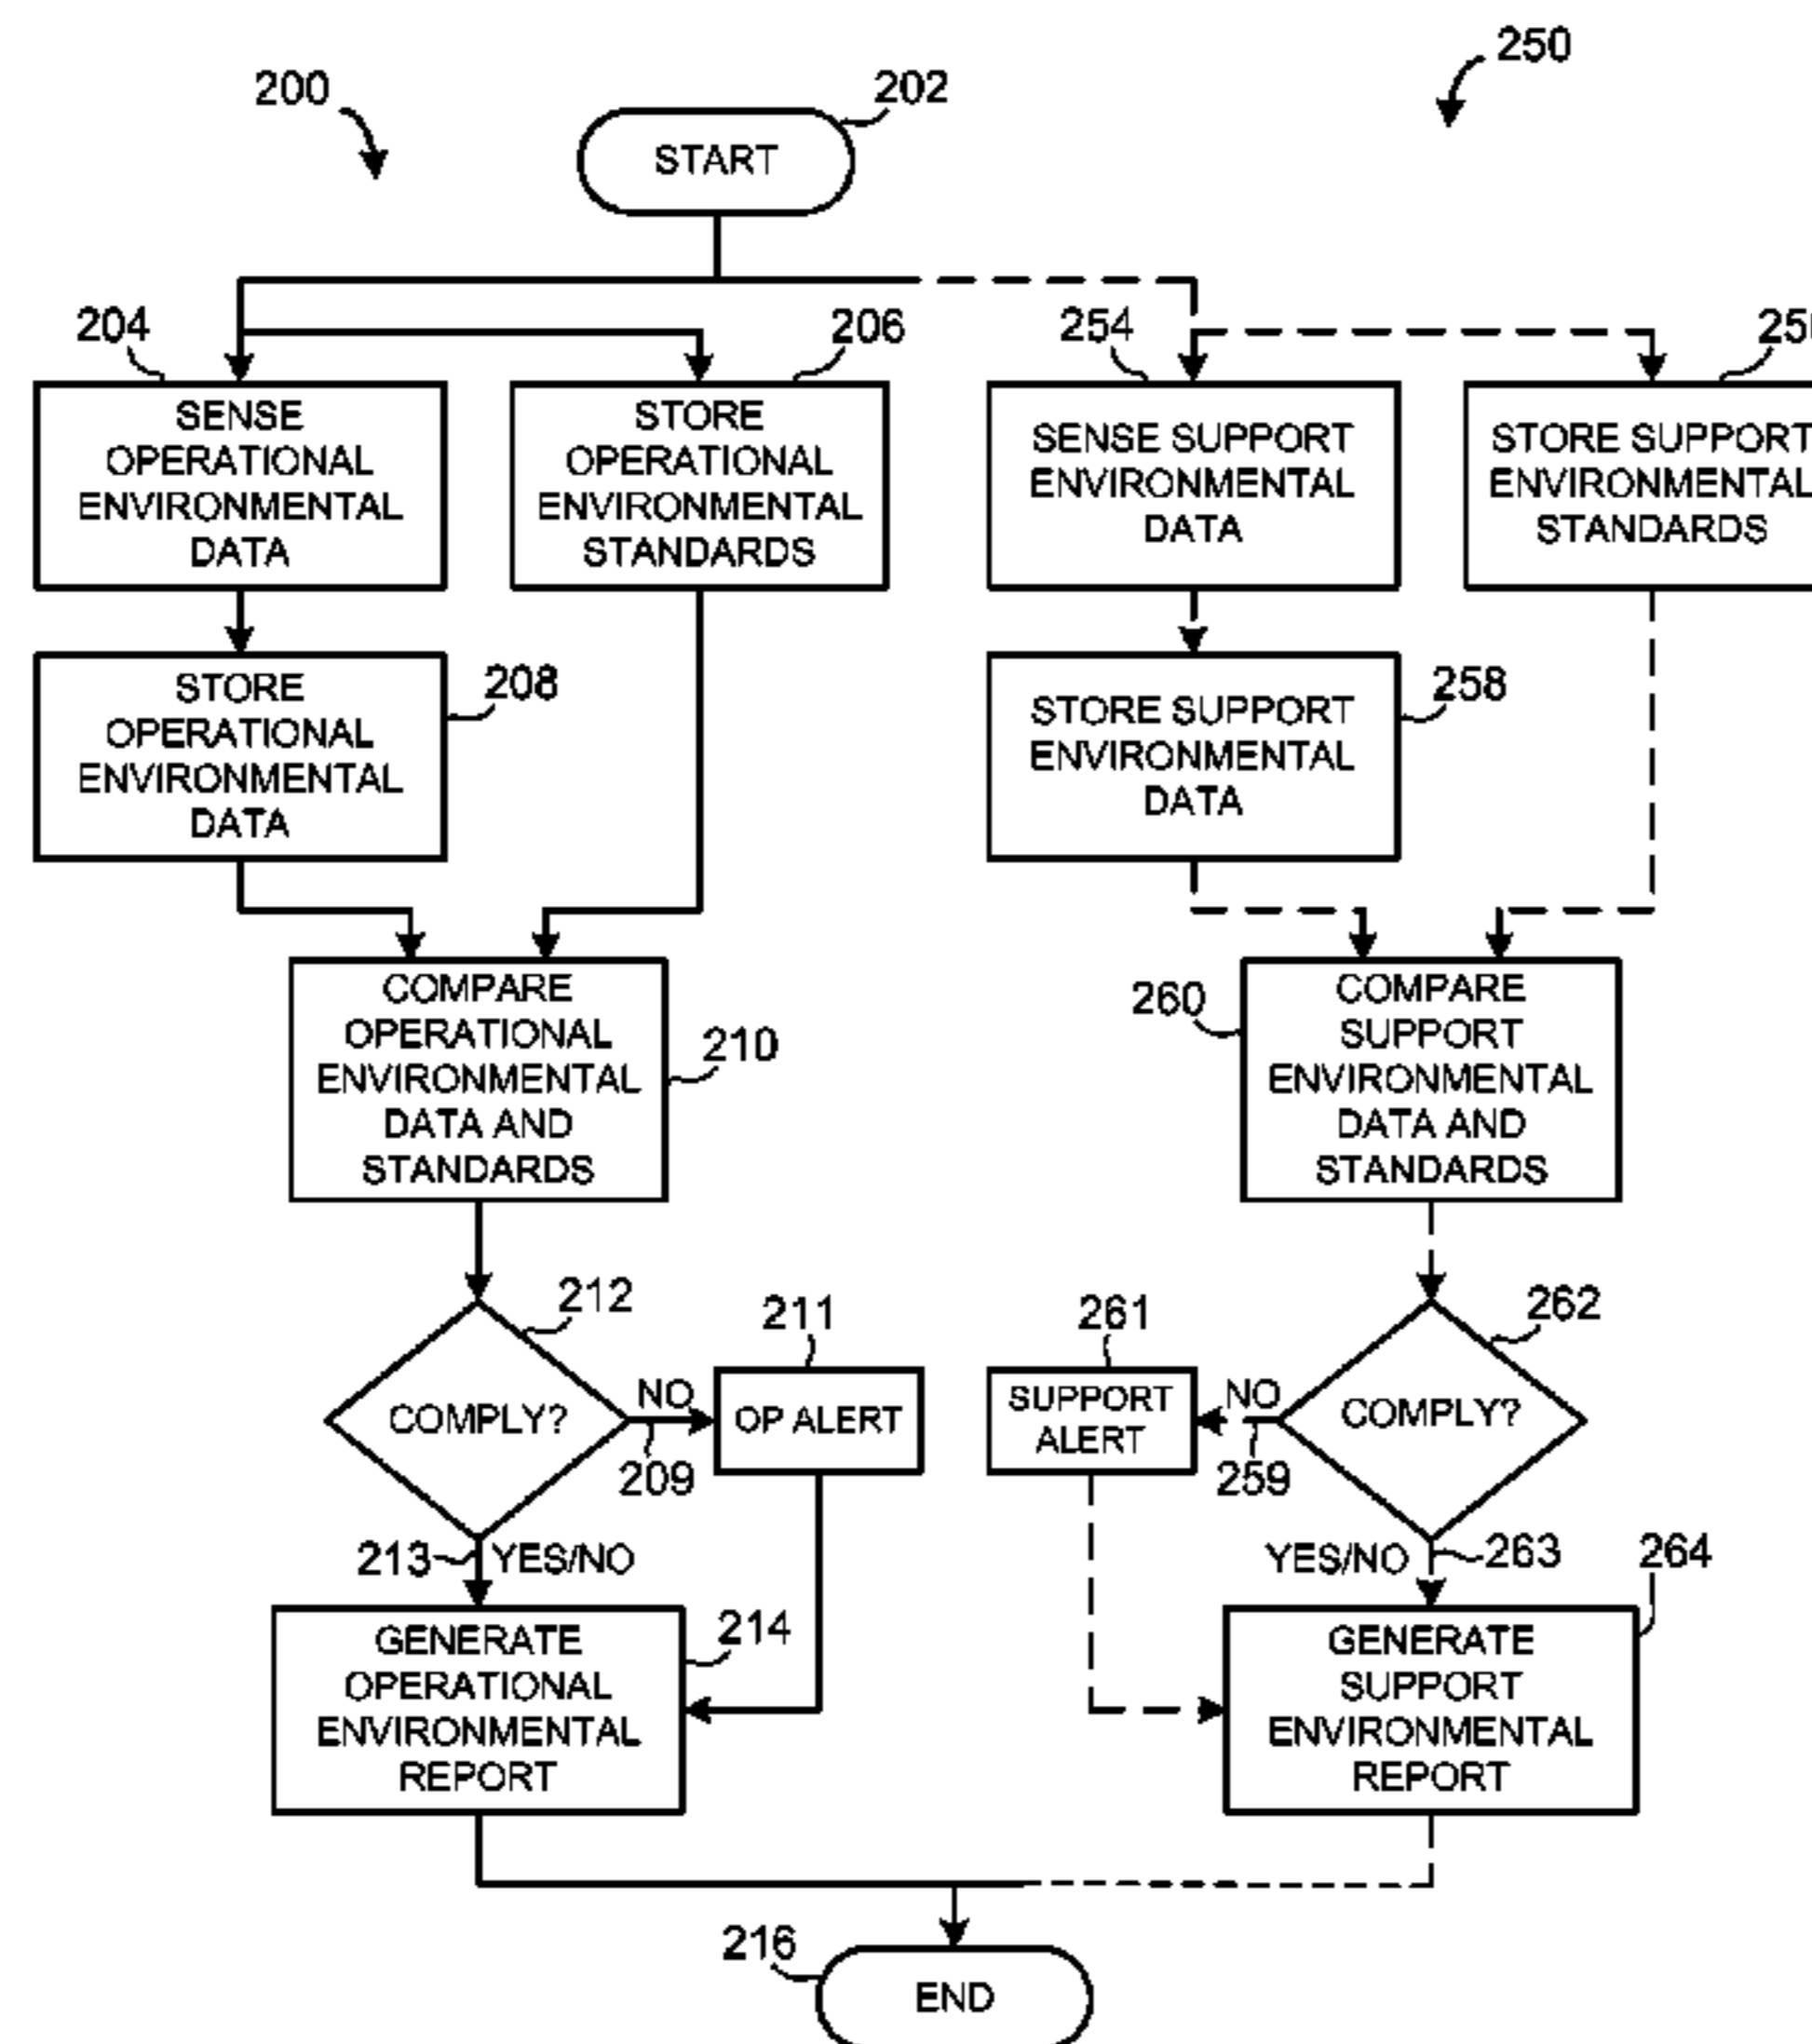 200
202
250
START
204
206
254
SENSE
OPERATIONAL
ENVIRONMENTAL
DATA
STORE
OPERATIONAL
ENVIRONMENTAL
STANDARDS
SENSE SUPPORT
ENVIRONMENTAL
DATA
STORE SUPPORT
ENVIRONMENTAL
STANDARDS
STORE
OPERATIONAL
ENVIRONMENTAL
DATA
208
STORE SUPPORT
ENVIRONMENTAL
DATA
258
COMPARE
OPERATIONAL
ENVIRONMENTAL
DATA AND
STANDARDS
210
260
COMPARE
SUPPORT
ENVIRONMENTAL
DATA AND
STANDARDS
212
211
261
262
COMPLY?
NO
209
OP ALERT
SUPPORT
ALERT
NO
259
COMPLY?
213
YES/NO
YES/NO
263
264
GENERATE
OPERATIONAL
ENVIRONMENTAL
REPORT
214
GENERATE
SUPPORT
ENVIRONMENTAL
REPORT
216
END